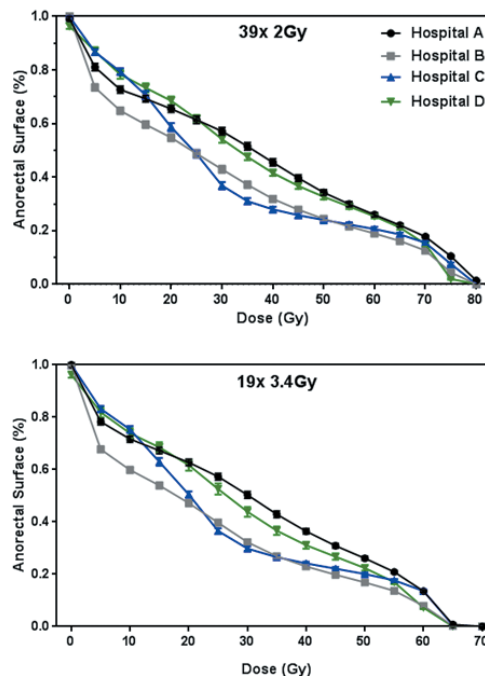 39x 2Gy
Hospital A
Hospital B
Hospital C
Hospital D
Anorectal Surface (%)
1.0
0.8
0.6
0.4
0.2
0.0
0 10 20 30 40 50 60 70 80
Dose (Gy)
19x 3.4Gy
Anorectal Surface (%)
1.0
0.8
0.6
0.4
0.2
0.0
0 10 20 30 40 50 60 70
Dose (Gy)